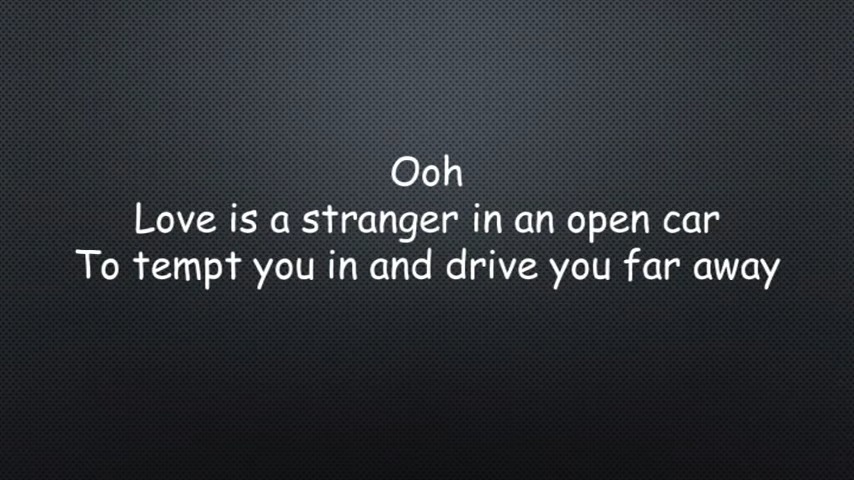 Ooh
Love is a stranger in an open car
To tempt you in and drive you far away